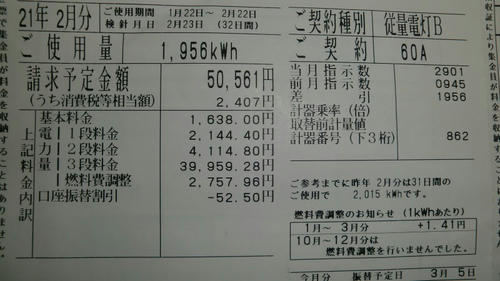 21年 2月分
ご使用期間 1月22日~ 2月22日
検針月日 2月23日 (32日間)
ご使用量 1,956kWh
請求予定金額 50,561円
(うち消費税等相当額) 2,407円
上記料金内訳
基本料金 1,638.00円
電力量
1段料金 2,144.40円
2段料金 4,114.80円
3段料金 39,959.28円
燃料費調整 2,757.96円
口座振替割引 -52.50円
ご契約種別 従量電灯B
ご契約 60A
当月指示数 2901
前月指示数 0945
差引 1956
計器乗率(倍)
取替前計量値
計器番号(下3桁) 862
ご参考までに昨年 2月分は31日間の
ご使用で 2,015 kWhです。
燃料費調整のお知らせ (1kWhあたり)
1月~ 3月分 +1.41円
10月~12月分は
燃料費調整を行いませんでした。
今月分 振替予定日 3月 5日